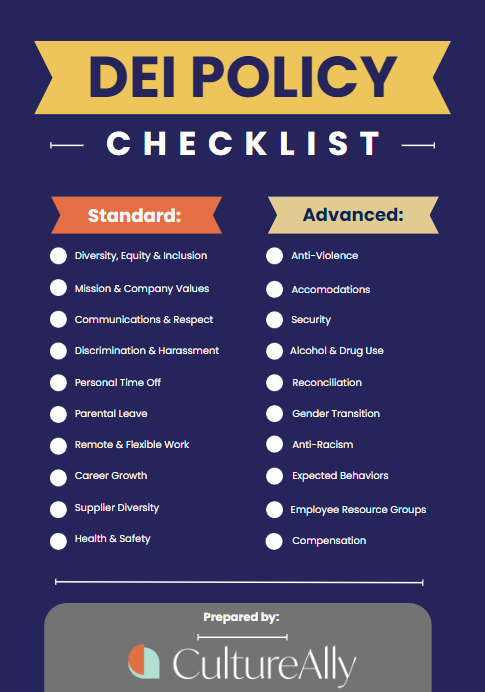 DEI POLICY
CHECKLIST
Standard:
Diversity, Equity & Inclusion
Mission & Company Values
Communications & Respect
Discrimination & Harassment
Personal Time Off
Parental Leave
Remote & Flexible Work
Career Growth
Supplier Diversity
Health & Safety
Advanced:
Anti-Violence
Accomodations
Security
Alcohol & Drug Use
Reconciliation
Gender Transition
Anti-Racism
Expected Behaviors
Employee Resource Groups
Compensation
Prepared by:
CultureAlly